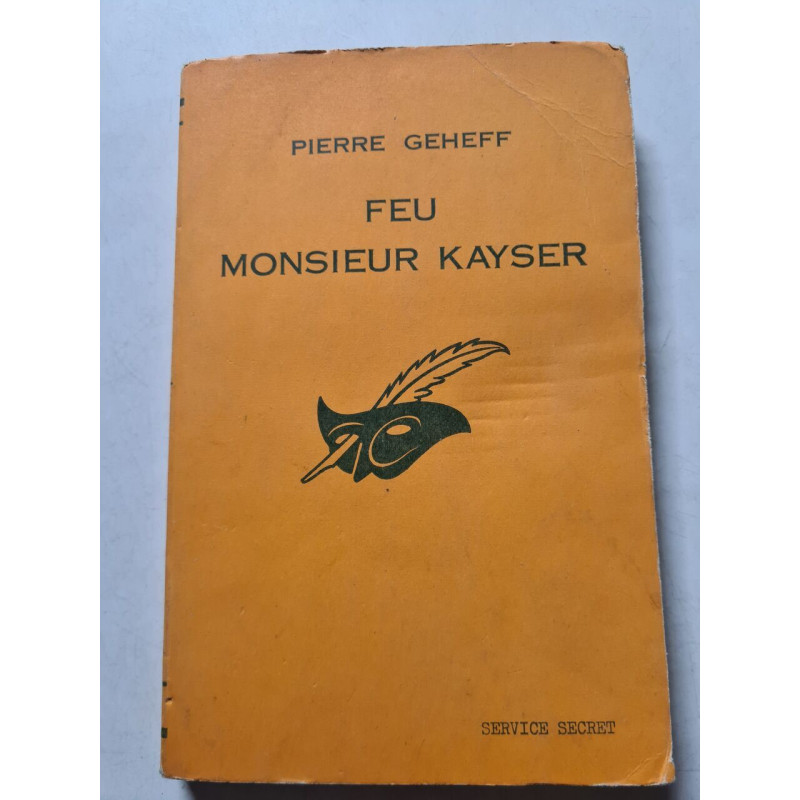 PIERRE GEHEFF
FEU
MONSIEUR KAYSER
SERVICE SECRET